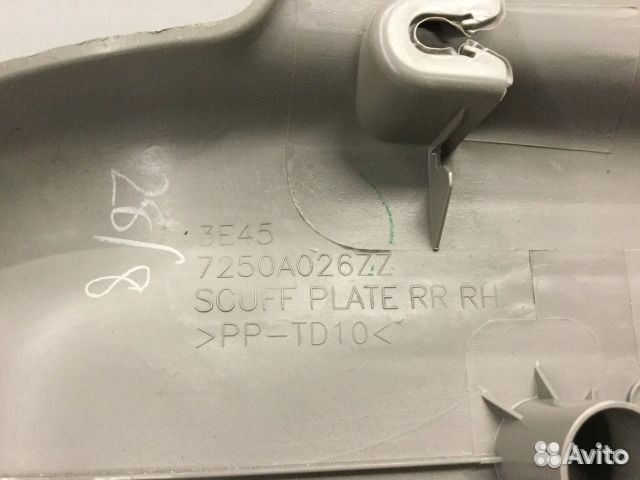 3E45
7250A026ZZ
SCUFF PLATE RR RH
>PP-TD10<
Avito